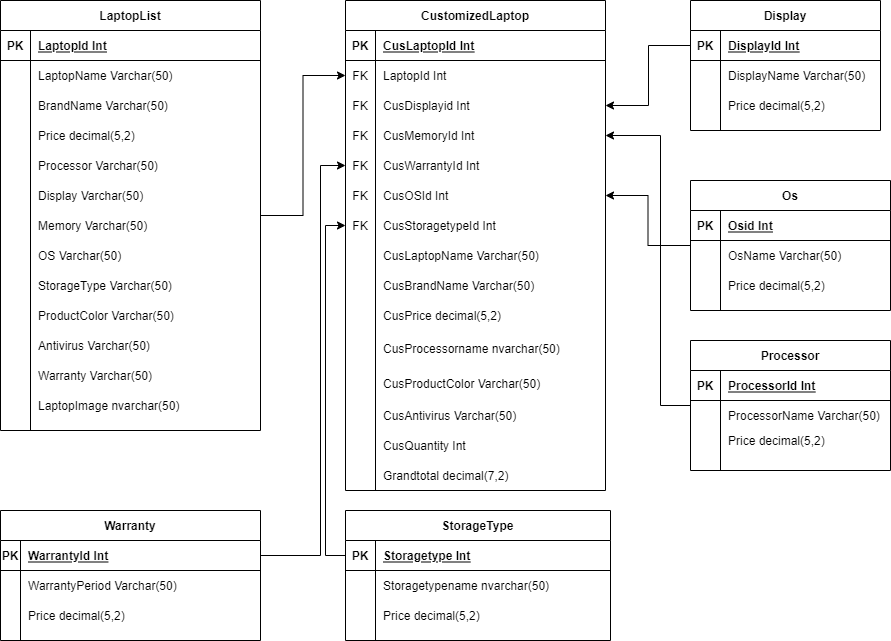 LaptopList
PK LaptopId Int
LaptopName Varchar(50)
BrandName Varchar(50)
Price decimal(5,2)
Processor Varchar(50)
Display Varchar(50)
Memory Varchar(50)
OS Varchar(50)
StorageType Varchar(50)
ProductColor Varchar(50)
Antivirus Varchar(50)
Warranty Varchar(50)
LaptopImage nvarchar(50)
CustomizedLaptop
PK CusLaptopId Int
FK LaptopId Int
FK CusDisplayid Int
FK CusMemoryId Int
FK CusWarrantyId Int
FK CusOSId Int
FK CusStoragetypeId Int
CusLaptopName Varchar(50)
CusBrandName Varchar(50)
CusPrice decimal(5,2)
CusProcessorname nvarchar(50)
CusProductColor Varchar(50)
CusAntivirus Varchar(50)
CusQuantity Int
Grandtotal decimal(7,2)
Display
PK DisplayId Int
DisplayName Varchar(50)
Price decimal(5,2)
Os
PK Osid Int
OsName Varchar(50)
Price decimal(5,2)
Processor
PK ProcessorId Int
ProcessorName Varchar(50)
Price decimal(5,2)
Warranty
PK WarrantyId Int
WarrantyPeriod Varchar(50)
Price decimal(5,2)
StorageType
PK Storagetype Int
Storagetypename nvarchar(50)
Price decimal(5,2)